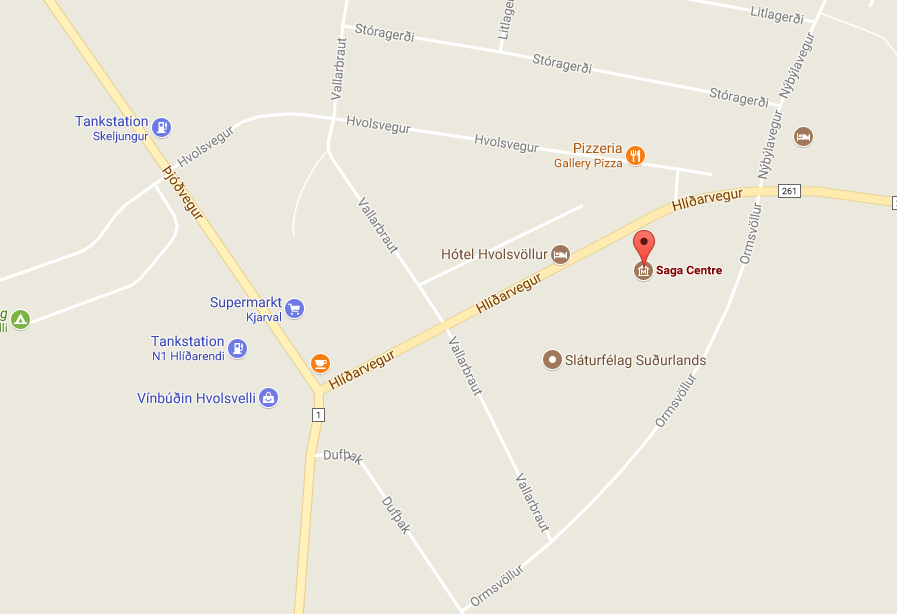 Litlagerði
Litlagerði
Stóragerði
Stóragerði
Stóragerði
Nýbýlavegur
Vallarbraut
Tankstation
Skeljungur
Hvolsvegur
Hvolsvegur
Hvolsvegur
Nýbýlavegur
Pizzeria
Gallery Pizza
Þjóðvegur
Hlíðarvegur
261
Vallarbraut
Ormsvöllur
Hótel Hvolsvöllur
Saga Centre
Hlíðarvegur
Supermarkt
Kjarval
Tankstation
N1 Hlíðarendi
Hlíðarvegur
Vallarbraut
Sláturfélag Suðurlands
Vínbúðin Hvolsvelli
Ormsvöllur
1
Dufþak
Dufþak
Vallarbraut
Ormsvöllur